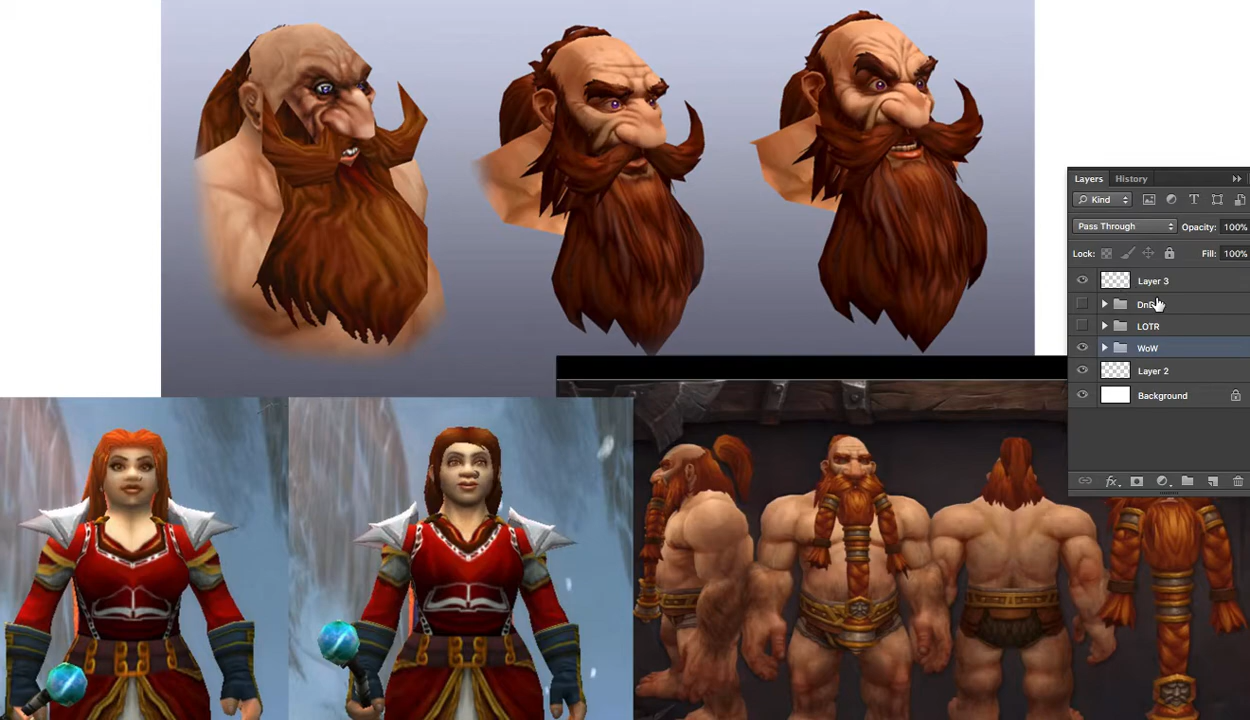 Layers History
Kind
Pass Through Opacity: 100%
Lock: Fill: 100%
Layer 3
LOTR
WoW
Layer 2
Background